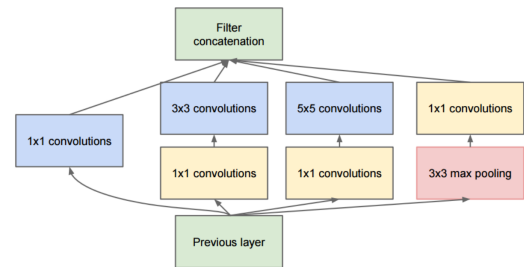 Filter
concatenation
3x3 convolutions
5x5 convolutions
1x1 convolutions
1x1 convolutions
1x1 convolutions
1x1 convolutions
3x3 max pooling
Previous layer